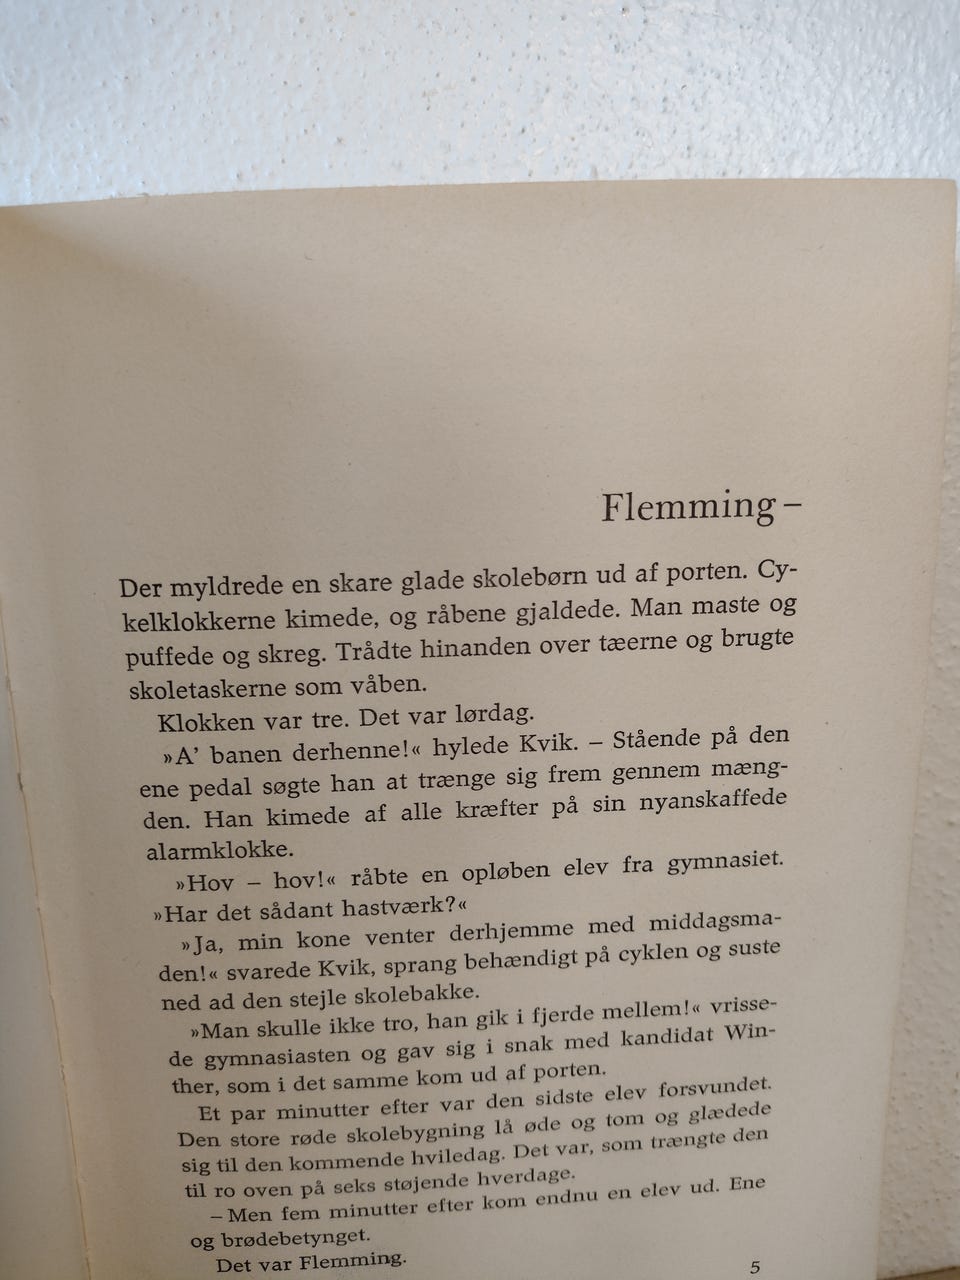 Flemming –
Der myldrede en skare glade skolebørn ud af porten. Cy-
kelklokkerne kimede, og råbene gjaldede. Man maste og
puffede og skreg. Trådte hinanden over tæerne og brugte
skoletaskerne som våben.
Klokken var tre. Det var lørdag.
»A’ banen derhenne!« hylede Kvik. – Stående på den
ene pedal søgte han at trænge sig frem gennem mæng-
den. Han kimede af alle kræfter på sin nyanskaffede
alarmklokke.
»Hov – hov!« råbte en opløben elev fra gymnasiet.
»Har det sådant hastværk?«
»Ja, min kone venter derhjemme med middagsma-
den!« svarede Kvik, sprang behændigt på cyklen og suste
ned ad den stejle skolebakke.
»Man skulle ikke tro, han gik i fjerde mellem!« vrisse-
de gymnasiasten og gav sig i snak med kandidat Win-
ther, som i det samme kom ud af porten.
Et par minutter efter var den sidste elev forsvundet.
Den store røde skolebygning lå øde og tom og glædede
sig til den kommende hviledag. Det var, som trængte den
til ro oven på seks støjende hverdage.
– Men fem minutter efter kom endnu en elev ud. Ene
og brødebetynget.
Det var Flemming.
5